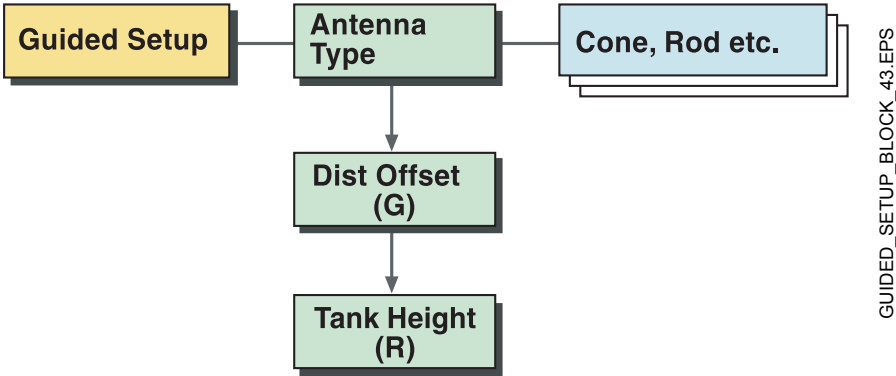 Guided Setup
Antenna
Type
Cone, Rod etc.
Dist Offset
(G)
Tank Height
(R)
GUIDED_SETUP_BLOCK_43.EPS